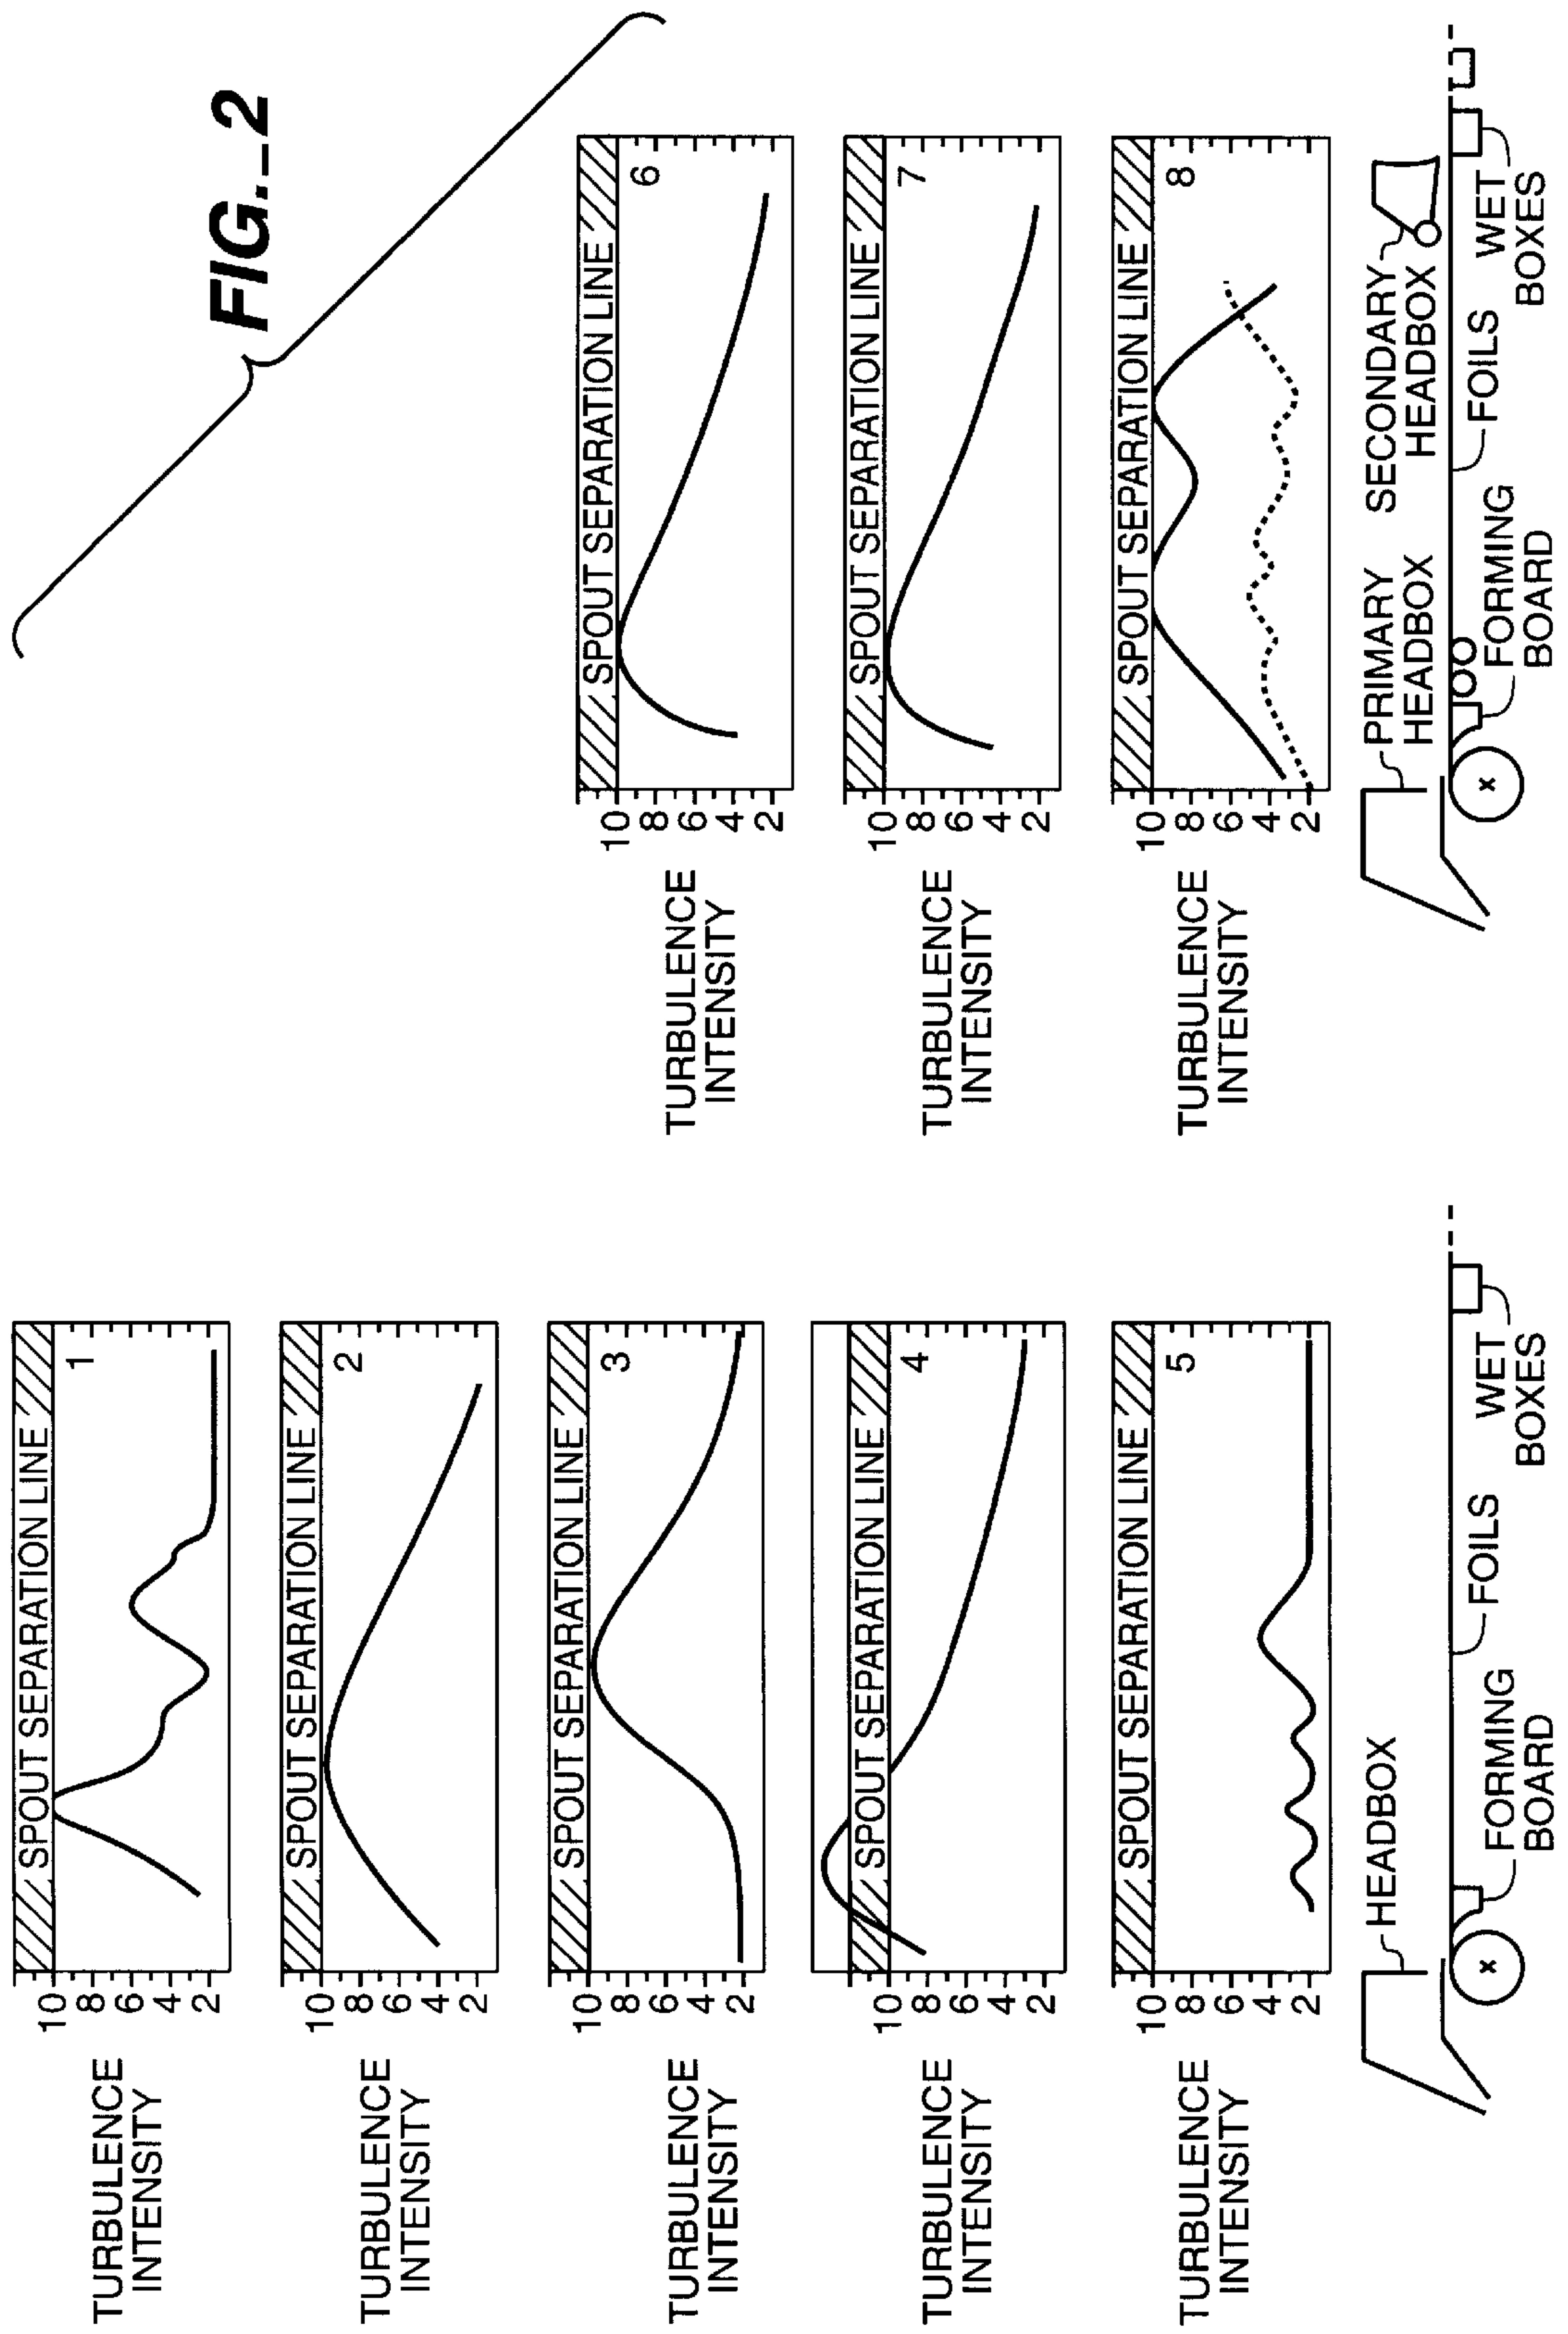 FIG._2
TURBULENCE
INTENSITY
10
8
6
4
2
SPOUT SEPARATION LINE
1
TURBULENCE
INTENSITY
10
8
6
4
2
SPOUT SEPARATION LINE
2
TURBULENCE
INTENSITY
10
8
6
4
2
SPOUT SEPARATION LINE
3
TURBULENCE
INTENSITY
10
8
6
4
2
SPOUT SEPARATION LINE
4
TURBULENCE
INTENSITY
10
8
6
4
2
SPOUT SEPARATION LINE
5
HEADBOX
x
FORMING
BOARD
FOILS
WET
BOXES
TURBULENCE
INTENSITY
10
8
6
4
2
SPOUT SEPARATION LINE
6
TURBULENCE
INTENSITY
10
8
6
4
2
SPOUT SEPARATION LINE
7
TURBULENCE
INTENSITY
10
8
6
4
2
SPOUT SEPARATION LINE
8
PRIMARY
HEADBOX
SECONDARY
HEADBOX
x
FORMING
BOARD
FOILS
WET
BOXES